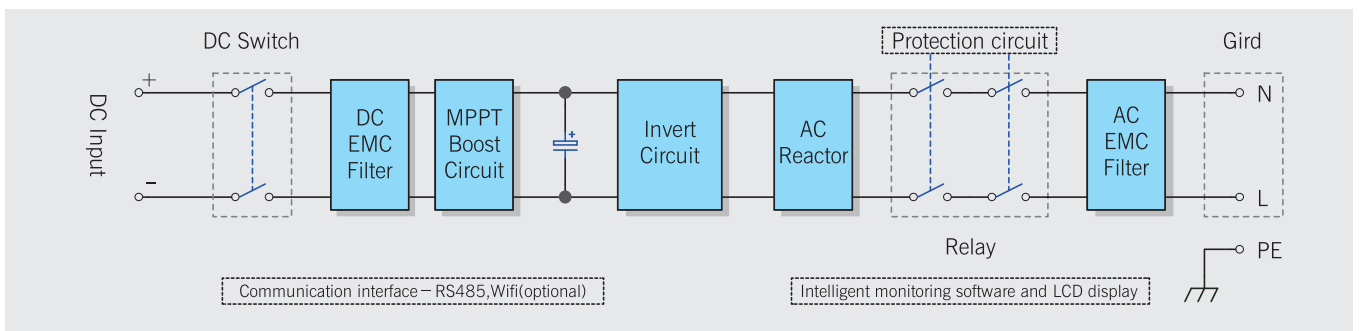 DC Switch
Protection circuit
Gird
DC Input
+
-
DC
EMC
Filter
MPPT
Boost
Circuit
+
Invert
Circuit
AC
Reactor
AC
EMC
Filter
N
L
Relay
PE
Communication interface－RS485,Wifi(optional)
Intelligent monitoring software and LCD display